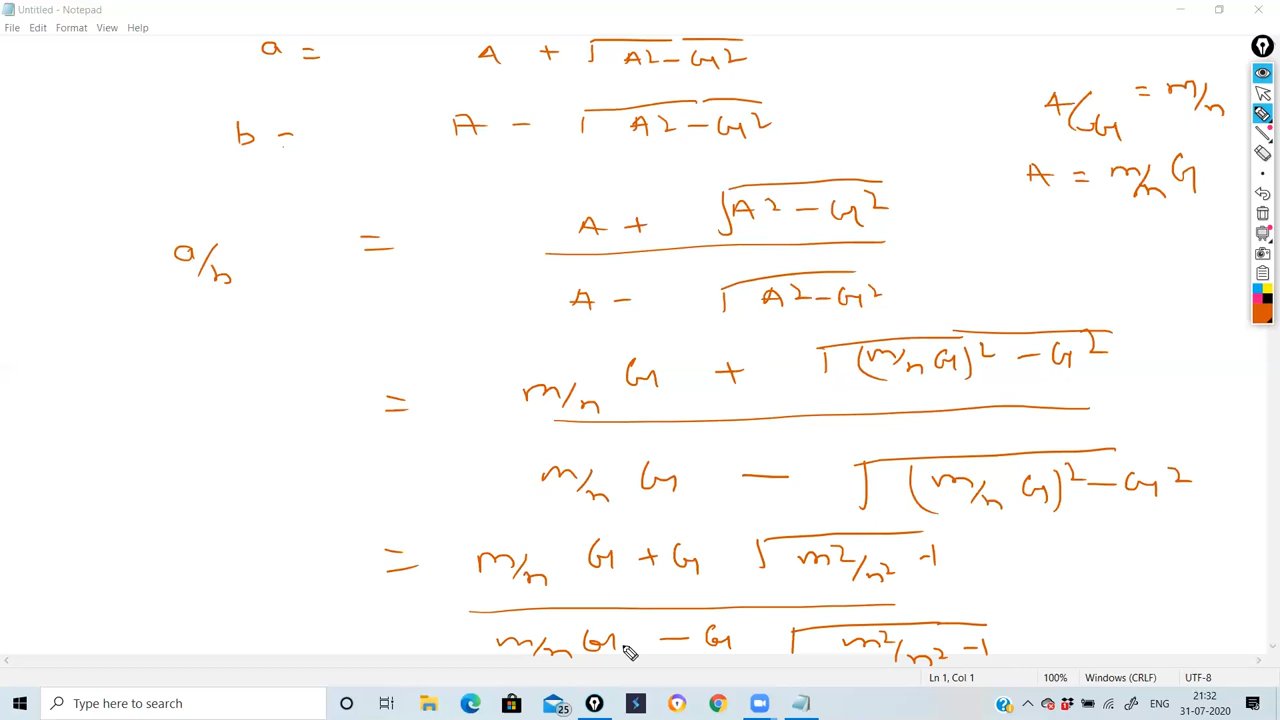 Untitled - Notepad
File Edit Format View Help
a = A + √A2 - G2
b = A - √A2 - G2
A/G = m/n
A = m/n G
a/b = A + √A2 - G2
A - √A2 - G2
= m/n G + √(m/n G)2 - G2
m/n G - √(m/n G)2 - G2
= m/n G + G √m2/n2 - 1
m/n G - G √m2/n2 - 1
Ln 1, Col 1 100% Windows (CRLF) UTF-8
Type here to search
25
ENG
21:32
31-07-2020